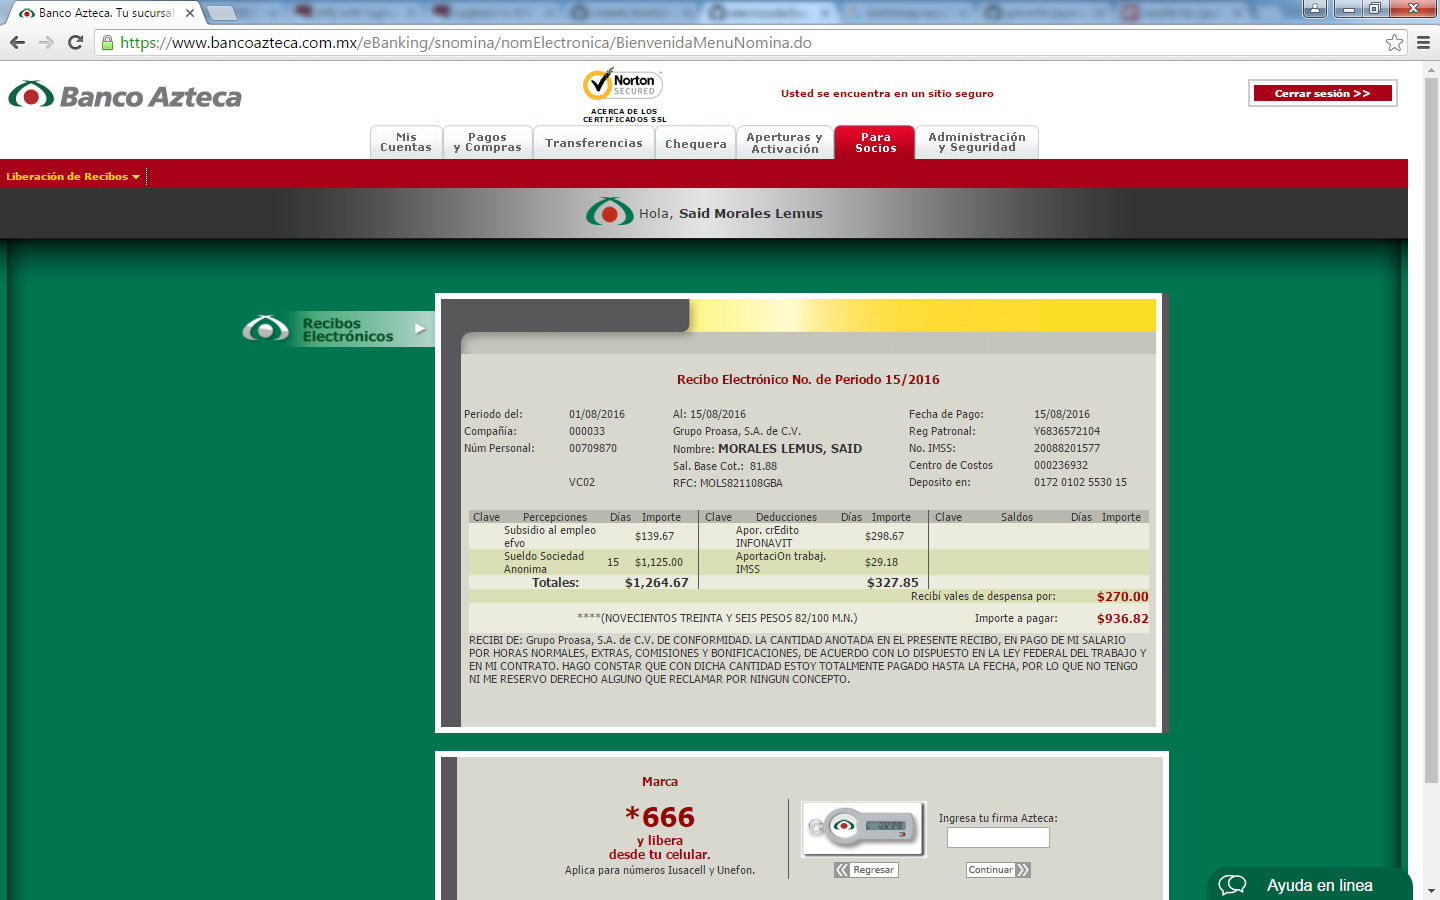 Banco Azteca. Tu sucursal
https://www.bancoazteca.com.mx/eBanking/snomina/nomElectronica/BienvenidaMenuNomina.do
Banco Azteca
Norton
SECURED
ACERCA DE LOS
CERTIFICADOS SSL
Usted se encuentra en un sitio seguro
Cerrar sesión >>
Mis Cuentas
Pagos y Compras
Transferencias
Chequera
Aperturas y Activación
Para Socios
Administración y Seguridad
Liberación de Recibos
Hola, Said Morales Lemus
Recibos
Electrónicos
Recibo Electrónico No. de Periodo 15/2016
Periodo del: 01/08/2016 Al: 15/08/2016 Fecha de Pago: 15/08/2016
Compañía: 000033 Grupo Proasa, S.A. de C.V. Reg Patronal: Y6836572104
Núm Personal: 00709870 Nombre: MORALES LEMUS, SAID No. IMSS: 20088201577
Sal. Base Cot.: 81.88 Centro de Costos 000236932
VC02 RFC: MOLS821108GBA Deposito en: 0172 0102 5530 15
Clave Percepciones Días Importe Clave Deducciones Días Importe Clave Saldos Días Importe
Subsidio al empleo efvo $139.67 Apor. crEdito INFONAVIT $298.67
Sueldo Sociedad Anonima 15 $1,125.00 AportaciOn trabaj. IMSS $29.18
Totales: $1,264.67 $327.85
Recibí vales de despensa por: $270.00
****(NOVECIENTOS TREINTA Y SEIS PESOS 82/100 M.N.) Importe a pagar: $936.82
RECIBI DE: Grupo Proasa, S.A. de C.V. DE CONFORMIDAD. LA CANTIDAD ANOTADA EN EL PRESENTE RECIBO, EN PAGO DE MI SALARIO
POR HORAS NORMALES, EXTRAS, COMISIONES Y BONIFICACIONES, DE ACUERDO CON LO DISPUESTO EN LA LEY FEDERAL DEL TRABAJO Y
EN MI CONTRATO. HAGO CONSTAR QUE CON DICHA CANTIDAD ESTOY TOTALMENTE PAGADO HASTA LA FECHA, POR LO QUE NO TENGO
NI ME RESERVO DERECHO ALGUNO QUE RECLAMAR POR NINGUN CONCEPTO.
Marca
*666
y libera
desde tu celular.
Aplica para números Iusacell y Unefon.
Ingresa tu firma Azteca:
Regresar
Continuar
Ayuda en linea